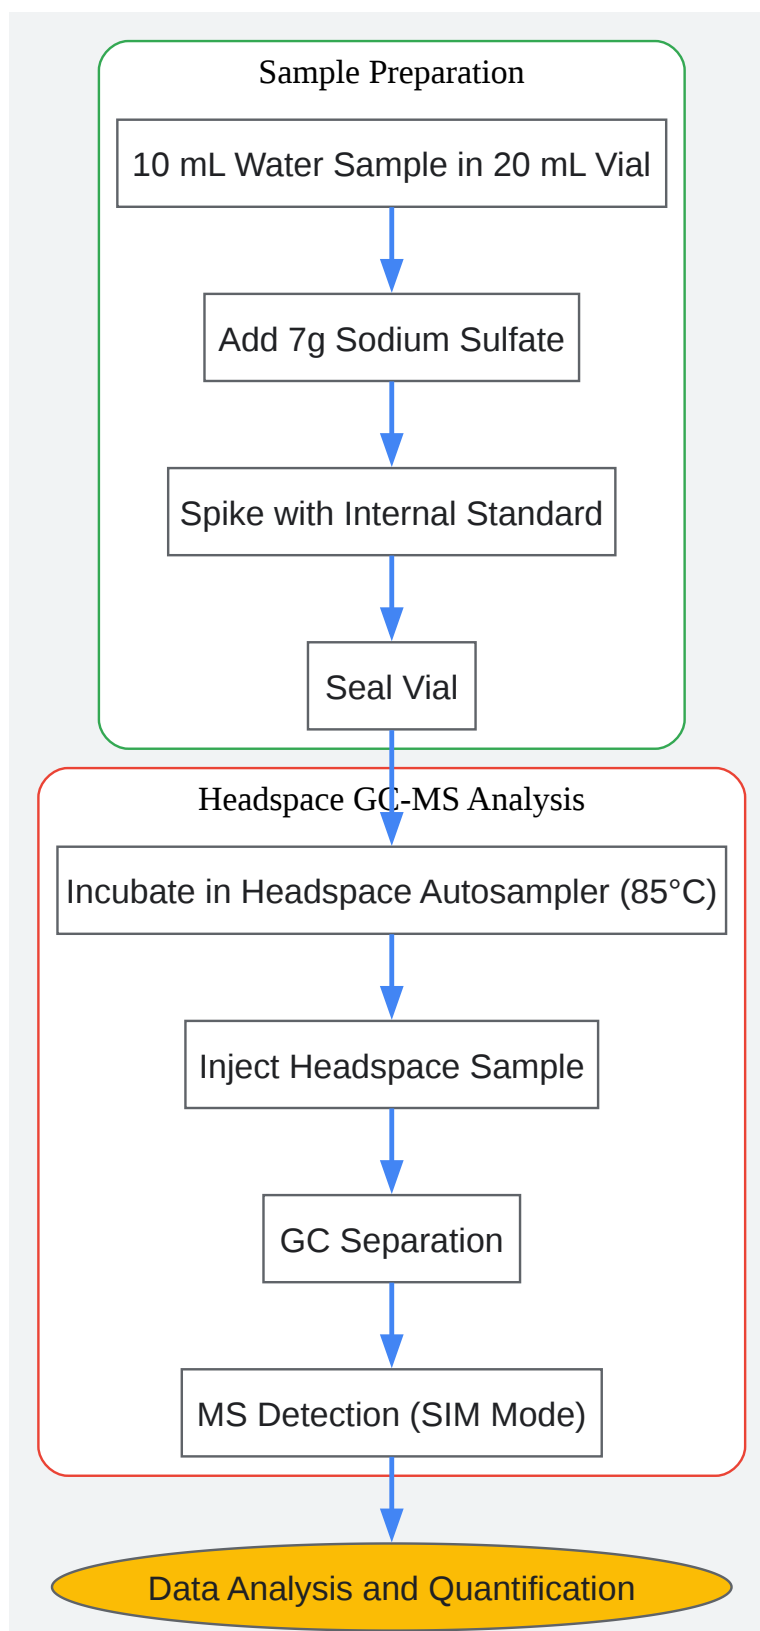 Sample Preparation
10 mL Water Sample in 20 mL Vial
Add 7g Sodium Sulfate
Spike with Internal Standard
Seal Vial
Headspace GC-MS Analysis
Incubate in Headspace Autosampler (85°C)
Inject Headspace Sample
GC Separation
MS Detection (SIM Mode)
Data Analysis and Quantification